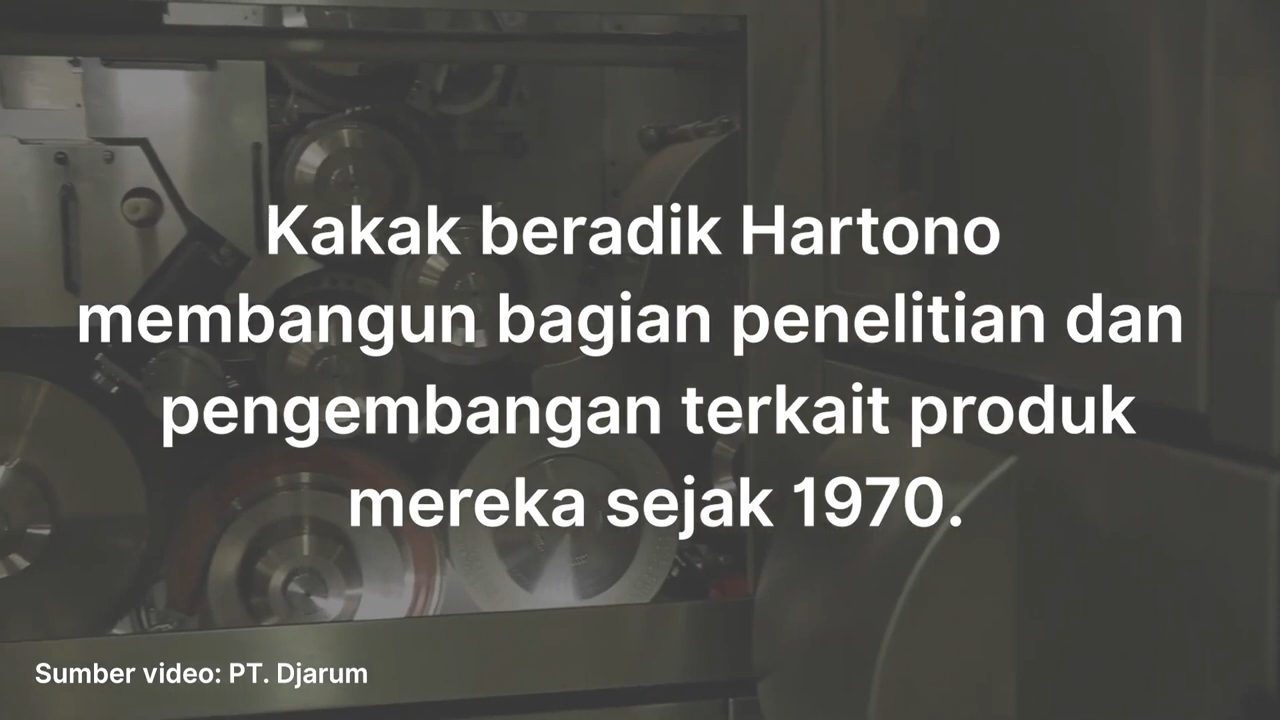 Kakak beradik Hartono
membangun bagian penelitian dan
pengembangan terkait produk
mereka sejak 1970.
Sumber video: PT. Djarum